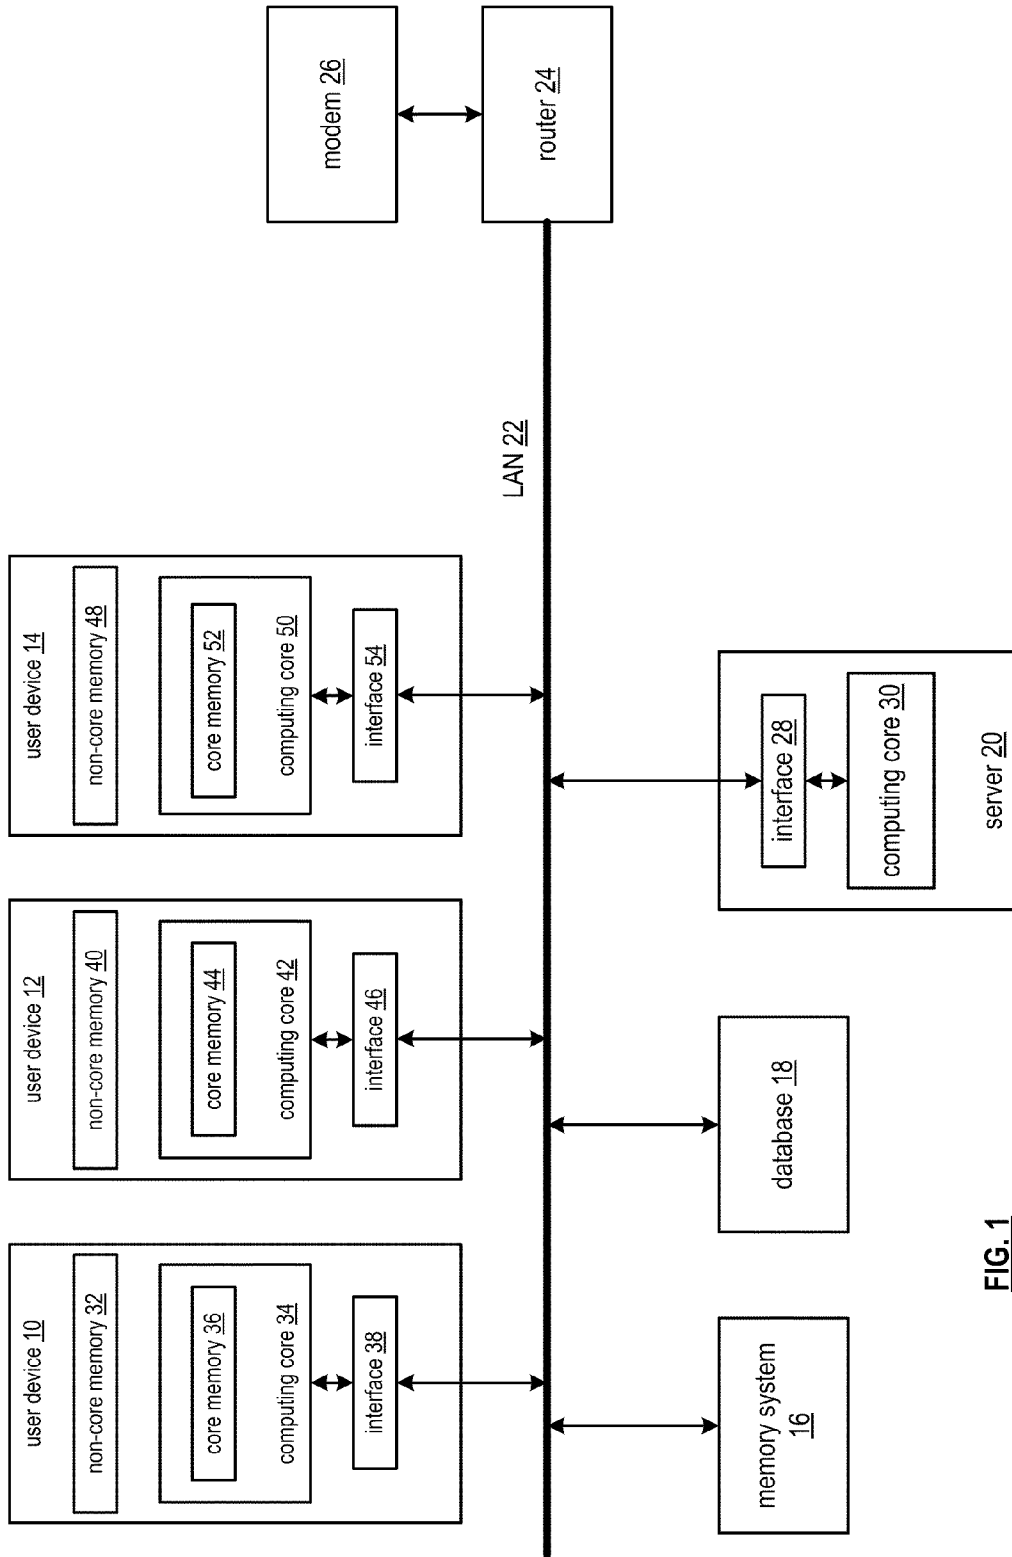 user device 10
non-core memory 32
core memory 36
computing core 34
interface 38
user device 12
non-core memory 40
core memory 44
computing core 42
interface 46
user device 14
non-core memory 48
core memory 52
computing core 50
interface 54
modem 26
router 24
LAN 22
memory system
16
database 18
interface 28
computing core 30
server 20
FIG. 1